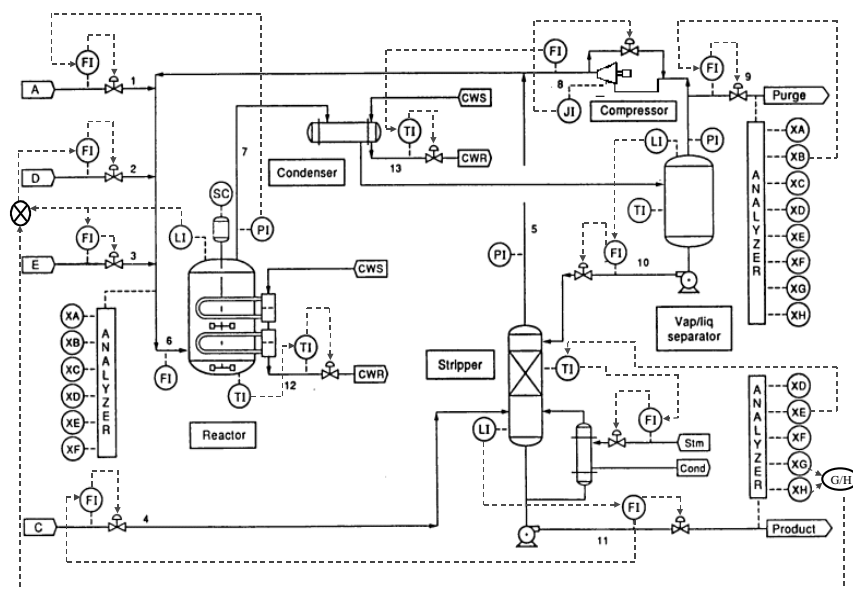 FI
FI
9
A
1
FI
8
Purge
CWS
JI
Compressor
FI
TI
LI
PI
XA
7
13
CWR
XB
D
2
Condenser
XC
SC
A
N
A
L
Y
Z
E
R
TI
XD
FI
LI
PI
5
XE
E
3
PI
FI
10
XF
CWS
XG
XA
XH
A
N
A
L
Y
Z
E
R
XB
6
TI
Vap/liq
separator
XC
FI
12
CWR
Stripper
TI
XD
TI
XD
XE
Reactor
LI
FI
A
N
A
L
Y
Z
E
R
XE
XF
Stm
XF
Cond
XG
G/H
XH
FI
4
FI
C
11
Product